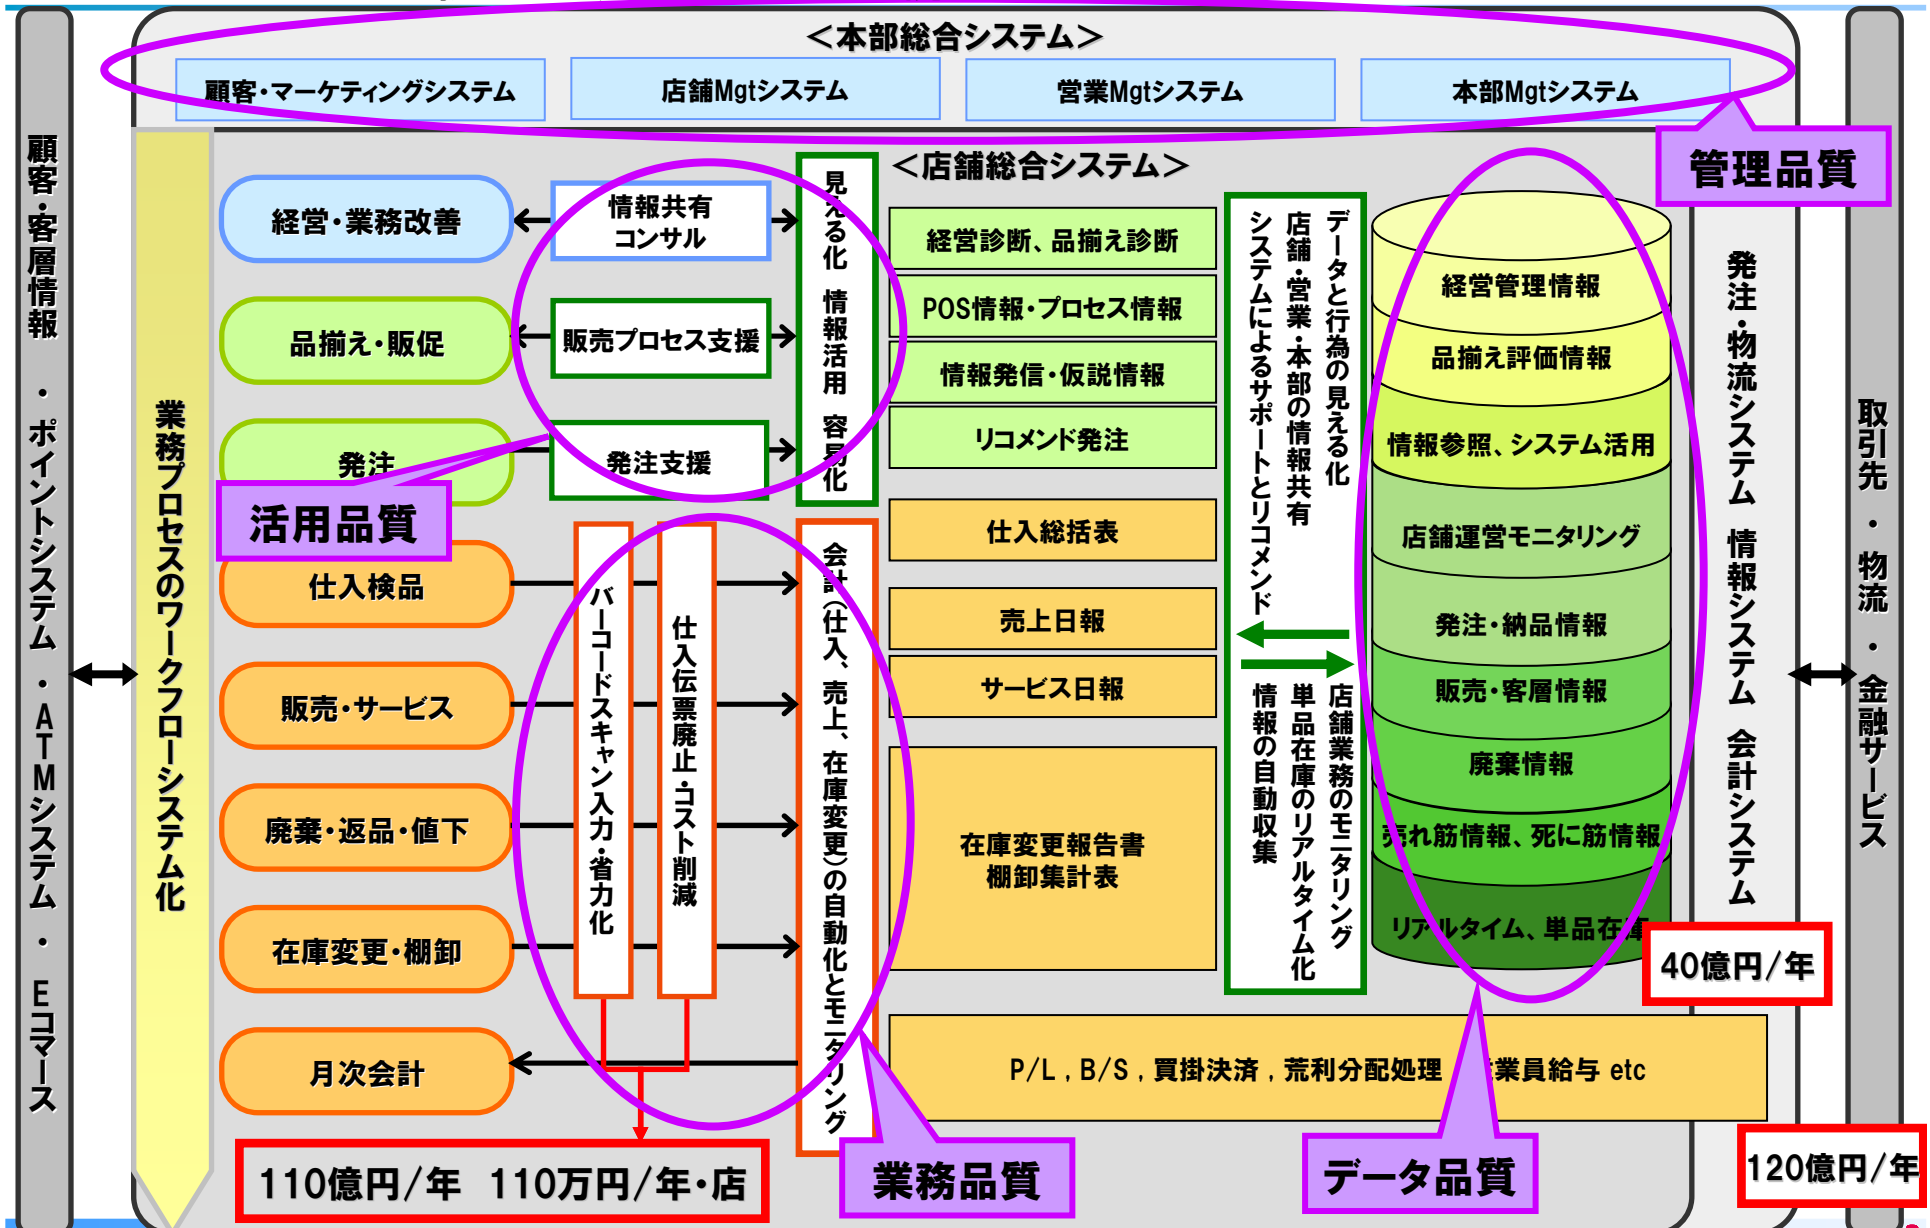 ＜本部総合システム＞
顧客・マーケティングシステム
店舗Mgtシステム
営業Mgtシステム
本部Mgtシステム
管理品質
顧客・客層情報 ・ ポイントシステム ・ ATMシステム ・ Eコマース
業務プロセスのワークフローシステム化
経営・業務改善
品揃え・販促
発注
活用品質
仕入検品
販売・サービス
廃棄・返品・値下
在庫変更・棚卸
月次会計
情報共有
コンサル
販売プロセス支援
発注支援
見える化 情報活用 容易化
バーコードスキャン入力・省力化
仕入伝票廃止・コスト削減
会計（仕入、売上、在庫変更）の自動化とモニタリング
110億円/年 110万円/年・店
業務品質
＜店舗総合システム＞
経営診断、品揃え診断
POS情報・プロセス情報
情報発信・仮説情報
リコメンド発注
仕入総括表
売上日報
サービス日報
在庫変更報告書
棚卸集計表
P/L , B/S , 買掛決済 , 荒利分配処理
業員給与 etc
データと行為の見える化
店舗・営業・本部の情報共有
システムによるサポートとリコメンド
店舗業務のモニタリング
単品在庫のリアルタイム化
情報の自動収集
経営管理情報
品揃え評価情報
情報参照、システム活用
店舗運営モニタリング
発注・納品情報
販売・客層情報
廃棄情報
売れ筋情報、死に筋情報
リアルタイム、単品在庫
データ品質
40億円/年
発注・物流システム 情報システム 会計システム
取引先 ・ 物流 ・ 金融サービス
120億円/年